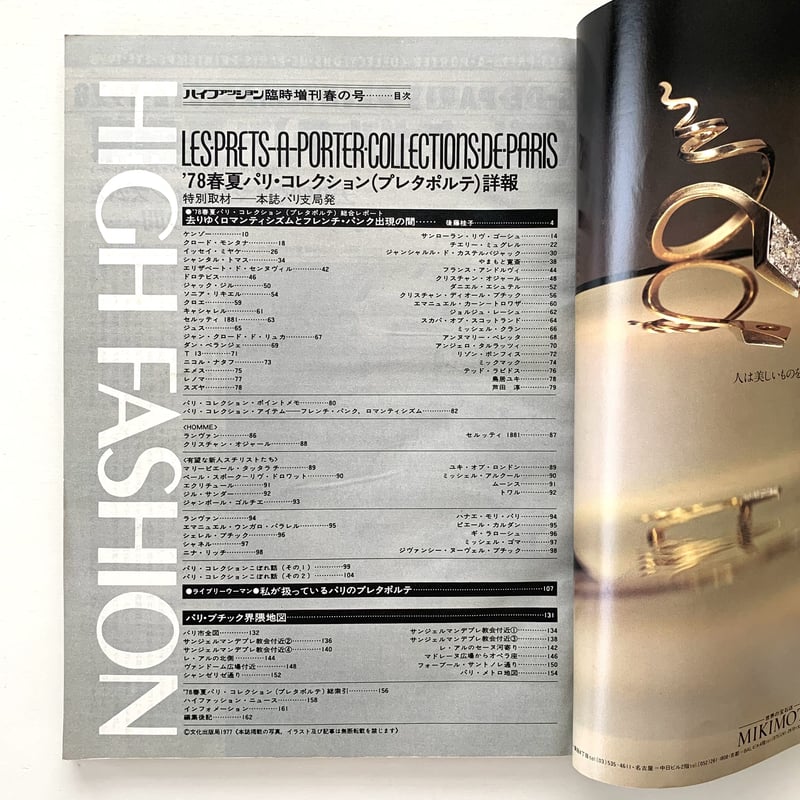 HIGH FASHION
ハイファッション臨時増刊春の号………目次
LES PRETS-A-PORTER·COLLECTIONS·DE·PARIS
'78春夏パリ・コレクション(プレタポルテ)詳報
特別取材――本誌パリ支局発
●'78春夏パリ・コレクション(プレタポルテ)総合レポート
去りゆくロマンティシズムとフレンチ・パンク出現の間…… 後藤桂子………4
ケンゾー………10
サンローラン・リヴ・ゴーシュ………14
クロード・モンタナ………18
チエリー・ミュグレル………22
イッセイ・ミヤケ………26
ジャンシャルル・ド・カステルバジャック………30
シャンタル・トマス………34
やまもと寛斎………38
エリザベート・ド・センヌヴィル………42
フランス・アンドルヴィ………44
ドロテビス………46
クリスチャン・オジャール………48
ジャック・ジル………50
ダニエル・エシュテル………52
ソニア・リキエル………54
クリスチャン・ディオール・ブチック………56
クロエ………59
エマニュエル・カーントロワザ………60
キャシャレル………61
ジョルジュ・レーシュ………62
セルッティ 1881………63
スカパ・オブ・スコットランド………64
ジュス………65
ミッシェル・クラン………66
ジャン・クロード・ド・リュカ………67
アンヌマリー・ベレッタ………68
ダン・ベランジェ………69
アンジェロ・タルラッツィ………70
T 13………71
リゾン・ボンフィス………72
ニコル・ナタフ………73
ミックマック………74
エメス………75
テッド・ラピドス………76
レノマ………77
鳥居ユキ………78
スズヤ………78
芦田 淳………79
パリ・コレクション・ポイントメモ………80
パリ・コレクション・アイテム――フレンチ・パンク、ロマンティシズム………82
〈HOMME〉
ランヴァン………86
セルッティ 1881………87
クリスチャン・オジャール………88
〈有望な新人スチリストたち〉
マリーピエール・タッタラチ………89
ユキ・オブ・ロンドン………89
ペール・スポークーリヴ・ドロワット………90
ミッシェル・アルクール………90
エクリチュール………91
ムーンス………91
ジル・サンダー………92
トワル………92
ジャンポール・ゴルチエ………93
ランヴァン………94
ハナエ・モリ・パリ………94
エマニュエル・ウンガロ・パラレル………95
ピエール・カルダン………95
シェレル・ブチック………96
ギ・ラローシュ………96
シャネル………97
ミッシェル・ゴマ………97
ニナ・リッチ………98
ジヴァンシー・ヌーヴェル・ブチック………98
パリ・コレクションこぼれ話(その1)………99
パリ・コレクションこぼれ話(その2)………104
●ライブリーウーマン●私が扱っているパリのプレタポルテ………107
パリ・ブチック界隈地図………131
パリ市全図………132
サンジェルマンデプレ教会付近①………134
サンジェルマンデプレ教会付近②………136
サンジェルマンデプレ教会付近③………138
サンジェルマンデプレ教会付近④………140
レ・アルのセーヌ河寄り………142
レ・アルの北側………144
マドレーヌ広場からオペラ座………146
ヴァンドーム広場付近………148
フォーブール・サントノレ通り………150
シャンゼリゼ通り………152
パリ・メトロ地図………154
'78春夏パリ・コレクション(プレタポルテ)総索引………156
ハイファッション・ニュース………158
インフォメーション………161
編集後記………162
©文化出版局1977《本誌掲載の写真、イラスト及び記事は無断転載を禁じます》
人は美しいものを
世界の宝石店
MIKIMOT